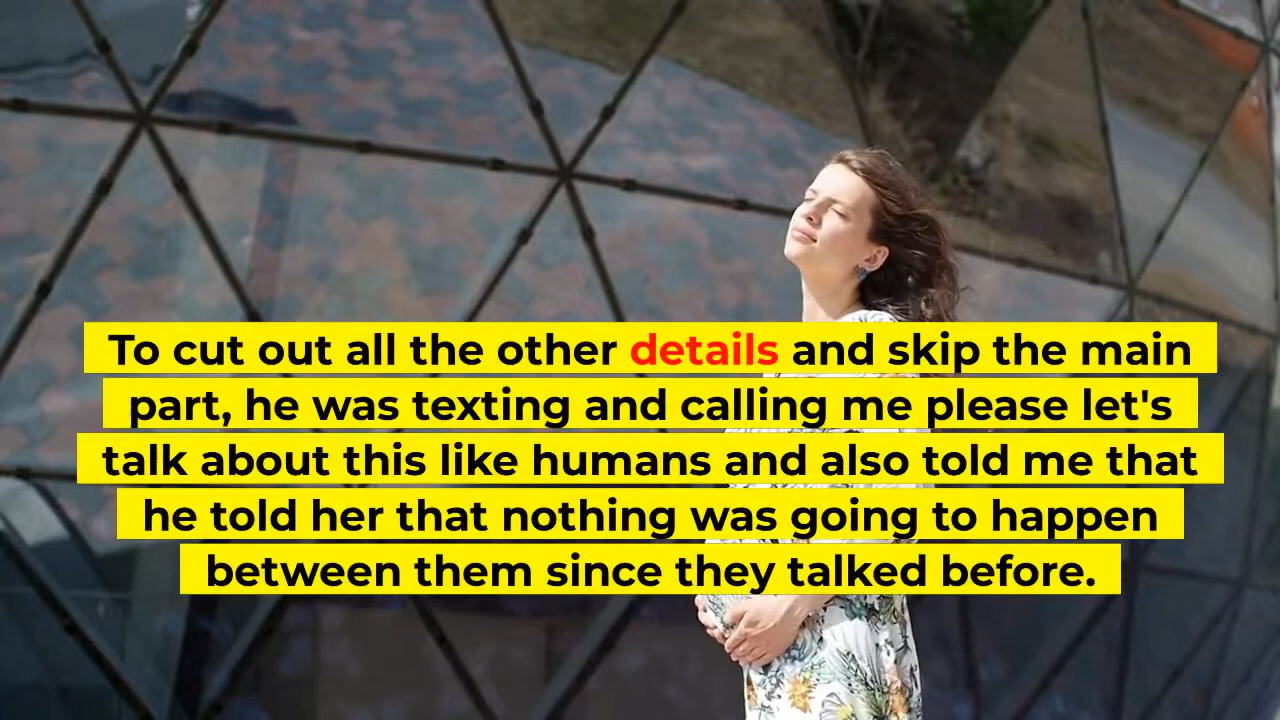 To cut out all the other details and skip the main
part, he was texting and calling me please let's
talk about this like humans and also told me that
he told her that nothing was going to happen
between them since they talked before.